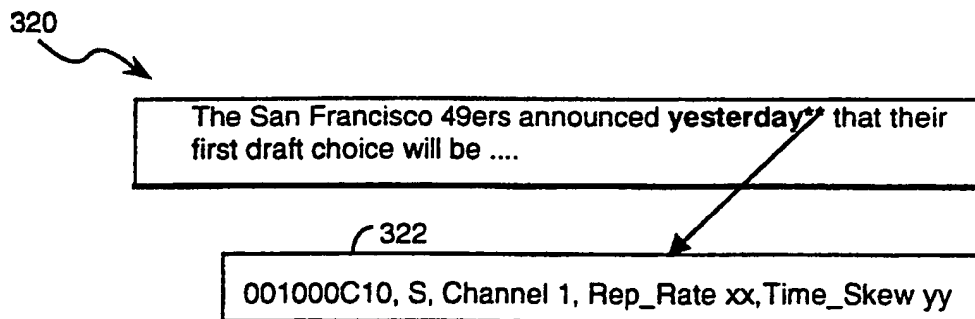 320
The San Francisco 49ers announced yesterday** that their
first draft choice will be ....
322
001000C10, S, Channel 1, Rep_Rate xx,Time_Skew yy